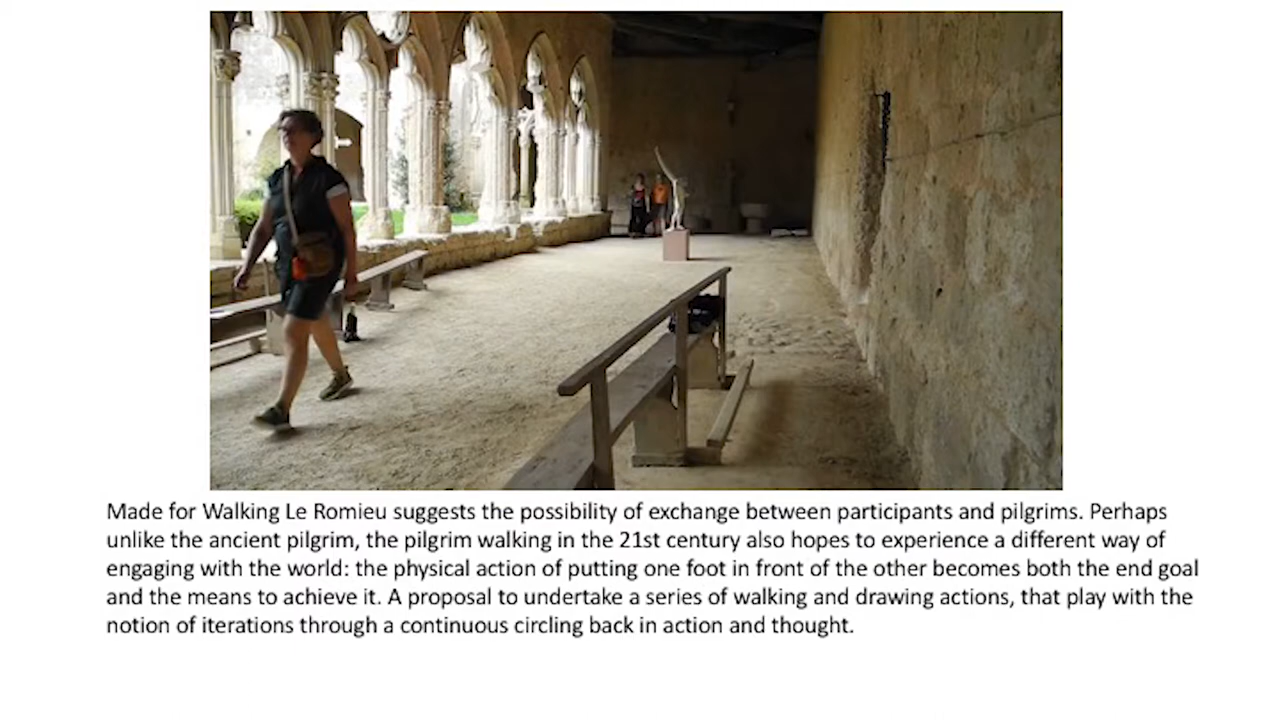 Made for Walking Le Romieu suggests the possibility of exchange between participants and pilgrims. Perhaps
unlike the ancient pilgrim, the pilgrim walking in the 21st century also hopes to experience a different way of
engaging with the world: the physical action of putting one foot in front of the other becomes both the end goal
and the means to achieve it. A proposal to undertake a series of walking and drawing actions, that play with the
notion of iterations through a continuous circling back in action and thought.